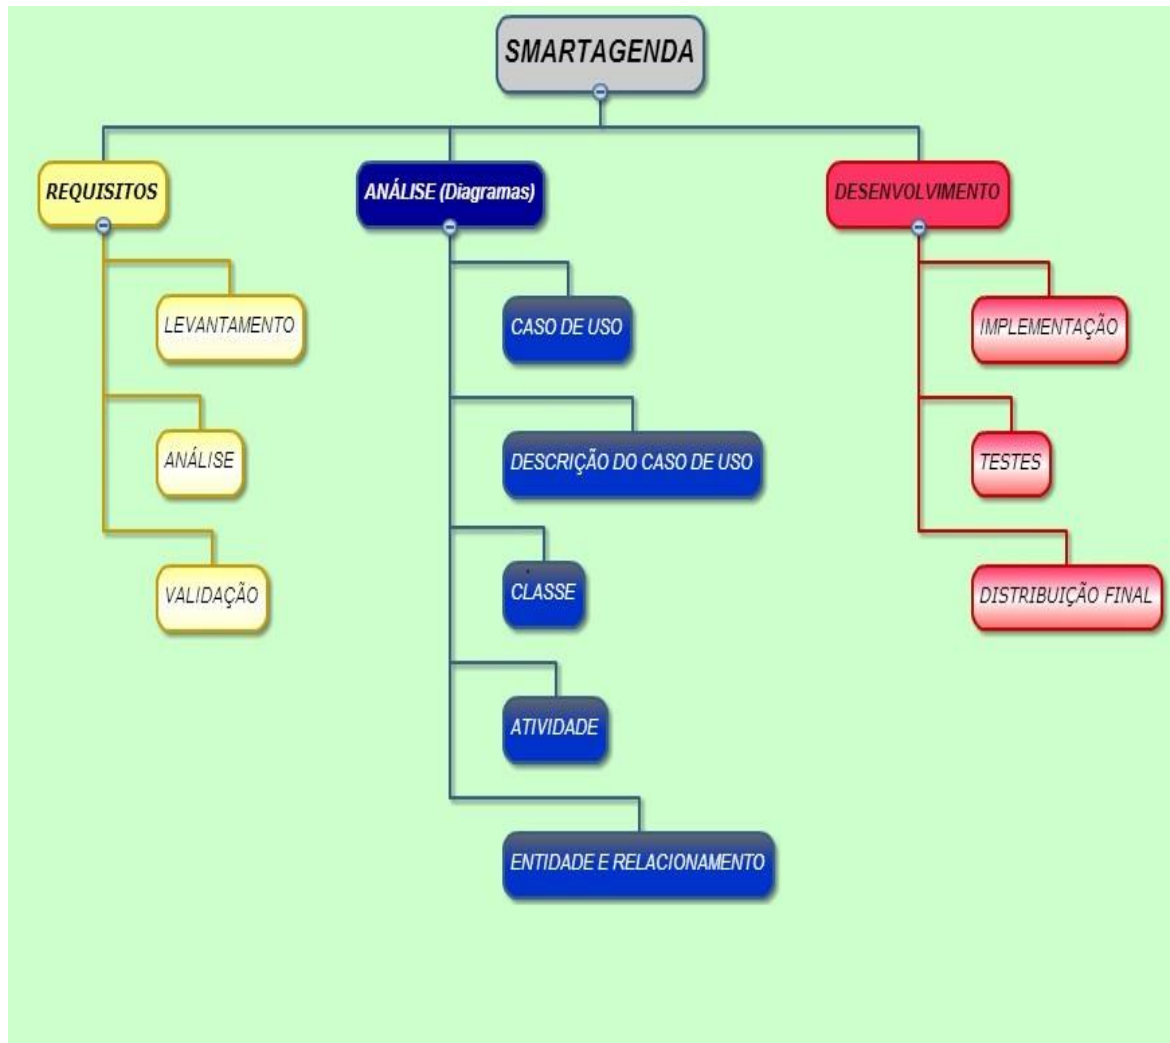 SMARTAGENDA
REQUISITOS
LEVANTAMENTO
ANÁLISE
VALIDAÇÃO
ANÁLISE (Diagramas)
CASO DE USO
DESCRIÇÃO DO CASO DE USO
CLASSE
ATIVIDADE
ENTIDADE E RELACIONAMENTO
DESENVOLVIMENTO
IMPLEMENTAÇÃO
TESTES
DISTRIBUIÇÃO FINAL